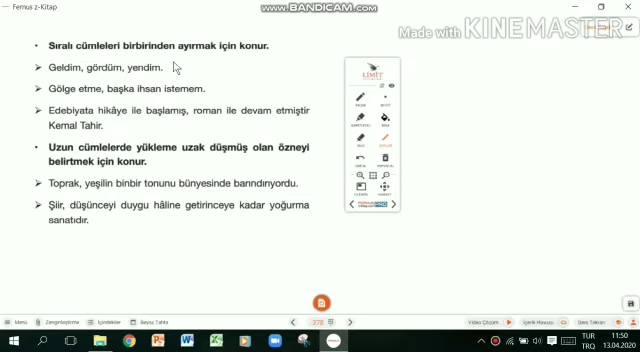 Fernus z-Kitap
www.BANDICAM.com
Made with KINEMASTER
• Sıralı cümleleri birbirinden ayırmak için konur.
➤ Geldim, gördüm, yendim.
➤ Gölge etme, başka ihsan istemem.
➤ Edebiyata hikâye ile başlamış, roman ile devam etmiştir
Kemal Tahir.
• Uzun cümlelerde yükleme uzak düşmüş olan özneyi
belirtmek için konur.
➤ Toprak, yeşilin binbir tonunu bünyesinde barındırıyordu.
➤ Şiir, düşünceyi duygu hâline getirinceye kadar yoğurma
sanatıdır.
LİMİT
Menü
Zenginleştirme
İçindekiler
Beyaz Tahta
278
Video Çözüm
İçerik Havuzu
Ders Tekrarı
TUR
TRQ
11:50
13.04.2020